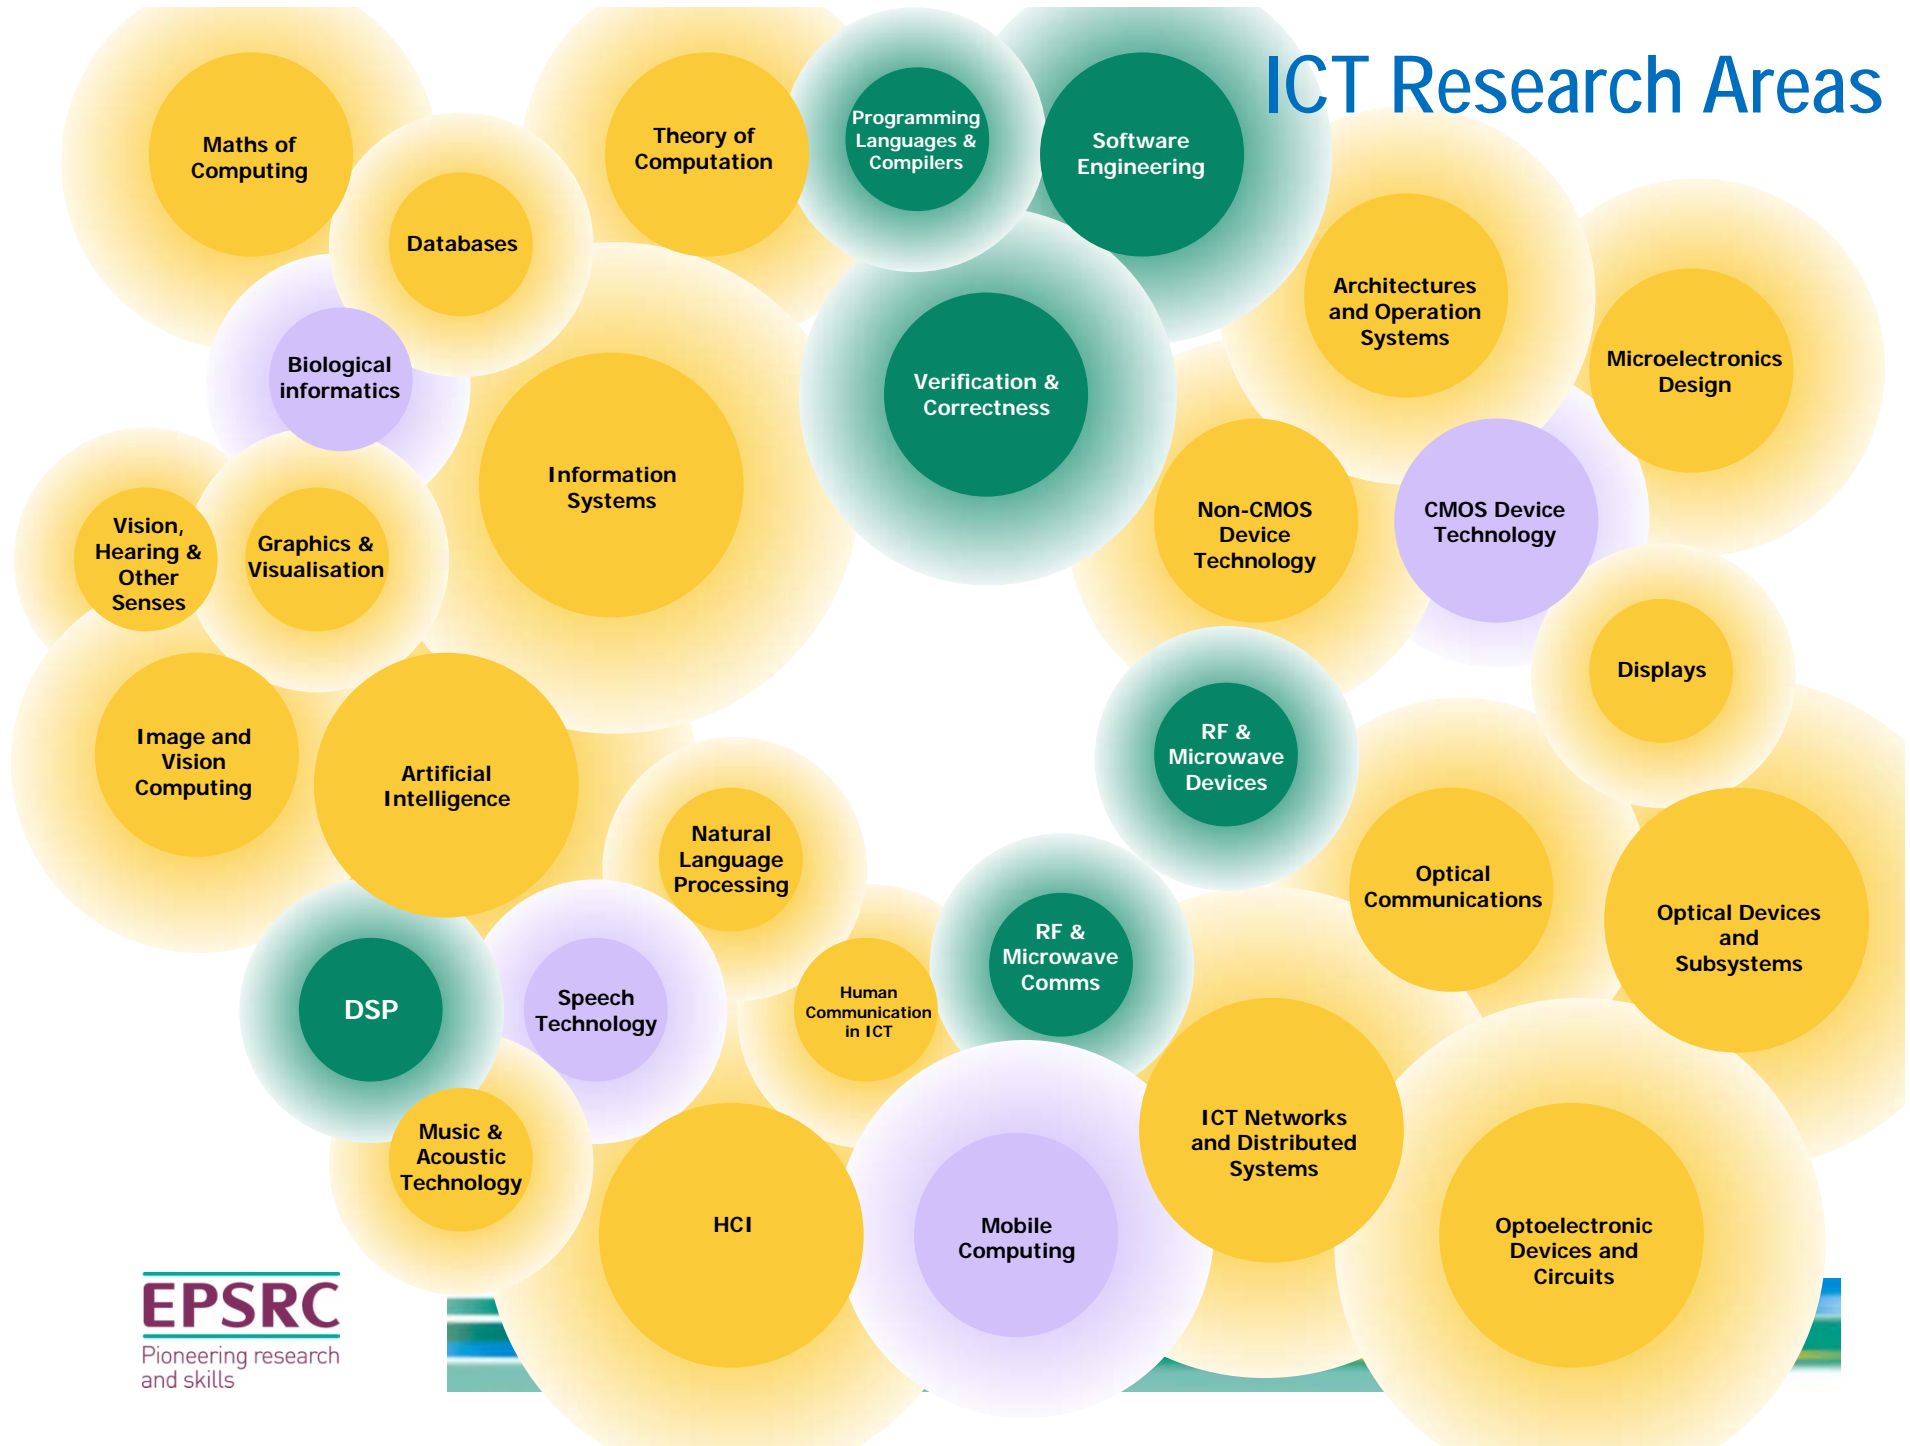 ICT Research Areas
Maths of
Computing
Theory of
Computation
Programming
Languages &
Compilers
Software
Engineering
Databases
Architectures
and Operation
Systems
Microelectronics
Design
Biological
informatics
Verification &
Correctness
Information
Systems
Non-CMOS
Device
Technology
CMOS Device
Technology
Vision,
Hearing &
Other
Senses
Graphics &
Visualisation
Displays
Image and
Vision
Computing
Artificial
Intelligence
RF &
Microwave
Devices
Natural
Language
Processing
Optical
Communications
Optical Devices
and
Subsystems
RF &
Microwave
Comms
DSP
Speech
Technology
Human
Communication
in ICT
Music &
Acoustic
Technology
ICT Networks
and Distributed
Systems
HCI
Mobile
Computing
Optoelectronic
Devices and
Circuits
EPSRC
Pioneering research
and skills